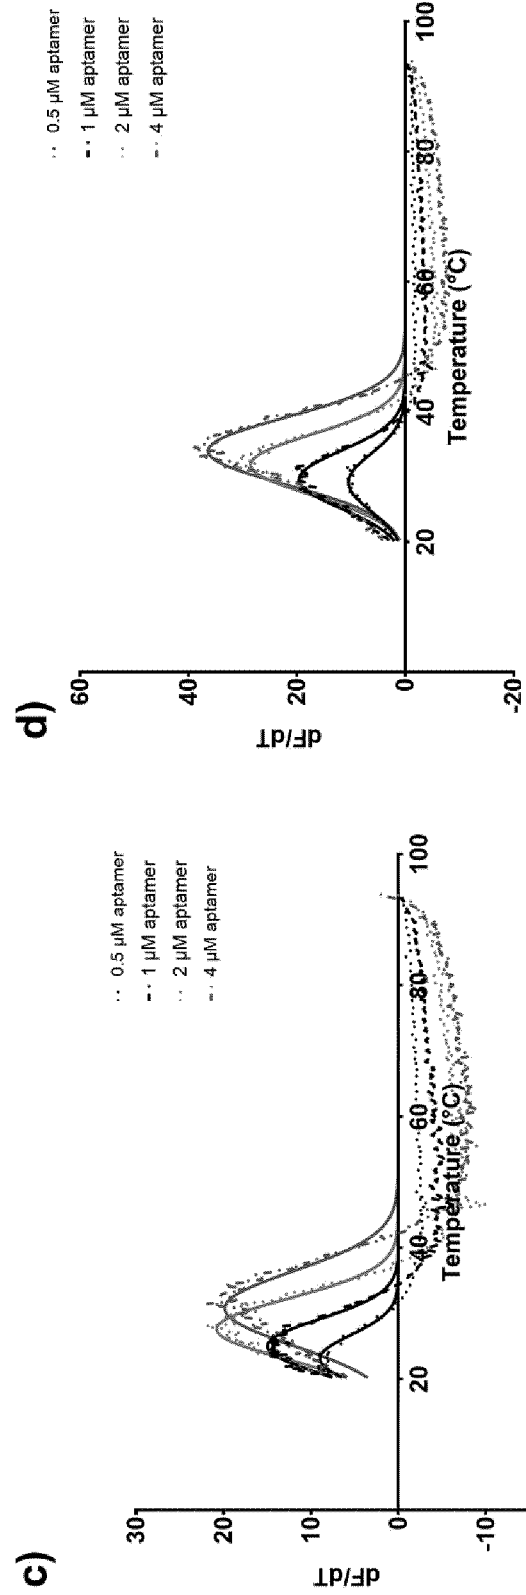 c)
30
20
10
0
-10
dF/dT
20
40
60
80
100
Temperature (°C)
0.5 µM aptamer
1 µM aptamer
2 µM aptamer
4 µM aptamer
d)
60
40
20
0
-20
dF/dT
20
40
60
80
100
Temperature (°C)
0.5 µM aptamer
1 µM aptamer
2 µM aptamer
4 µM aptamer